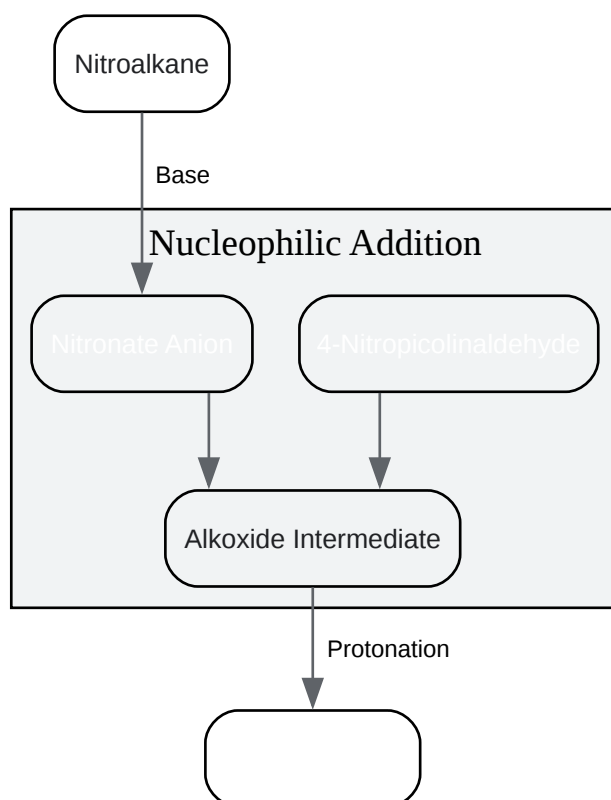 Nitroalkane
Base
Nucleophilic Addition
Nitronate Anion
4-Nitropicolinaldehyde
Alkoxide Intermediate
Protonation